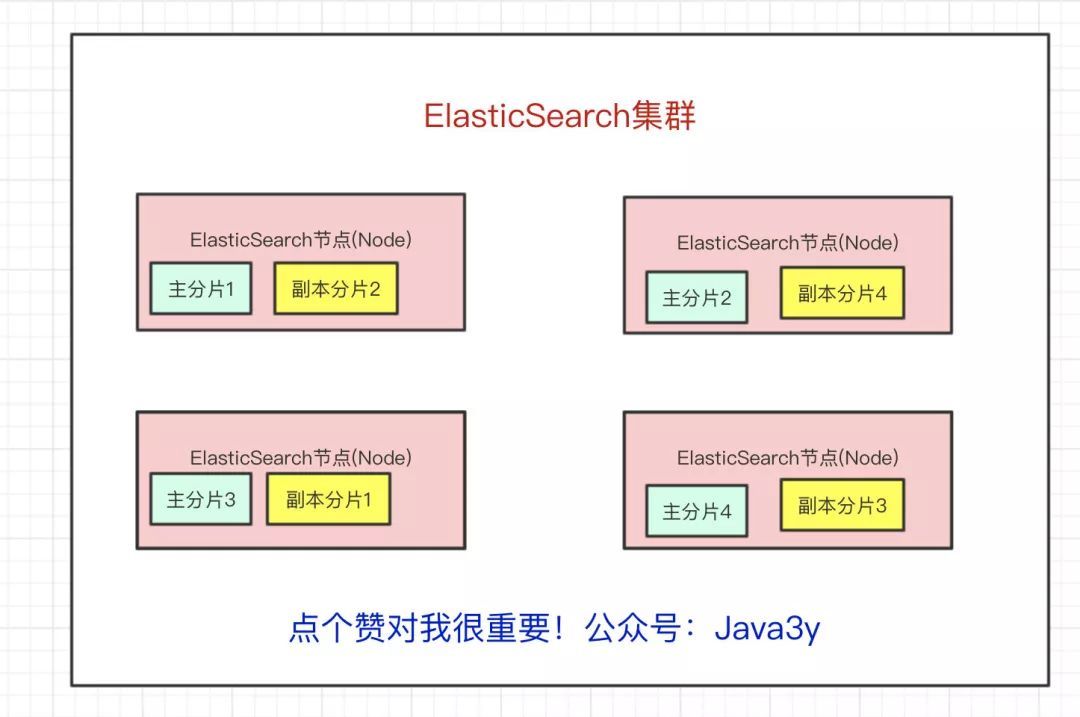 ElasticSearch集群
ElasticSearch节点(Node)
主分片1
副本分片2
ElasticSearch节点(Node)
主分片2
副本分片4
ElasticSearch节点(Node)
主分片3
副本分片1
ElasticSearch节点(Node)
主分片4
副本分片3
点个赞对我很重要！公众号：Java3y